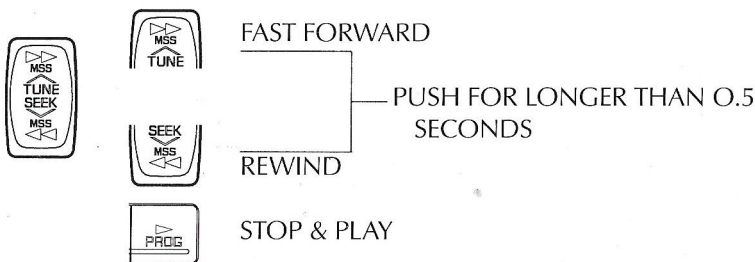 MSS
TUNE
SEEK
MSS
MSS
TUNE
FAST FORWARD
PUSH FOR LONGER THAN O.5
SECONDS
SEEK
MSS
REWIND
PROG
STOP & PLAY